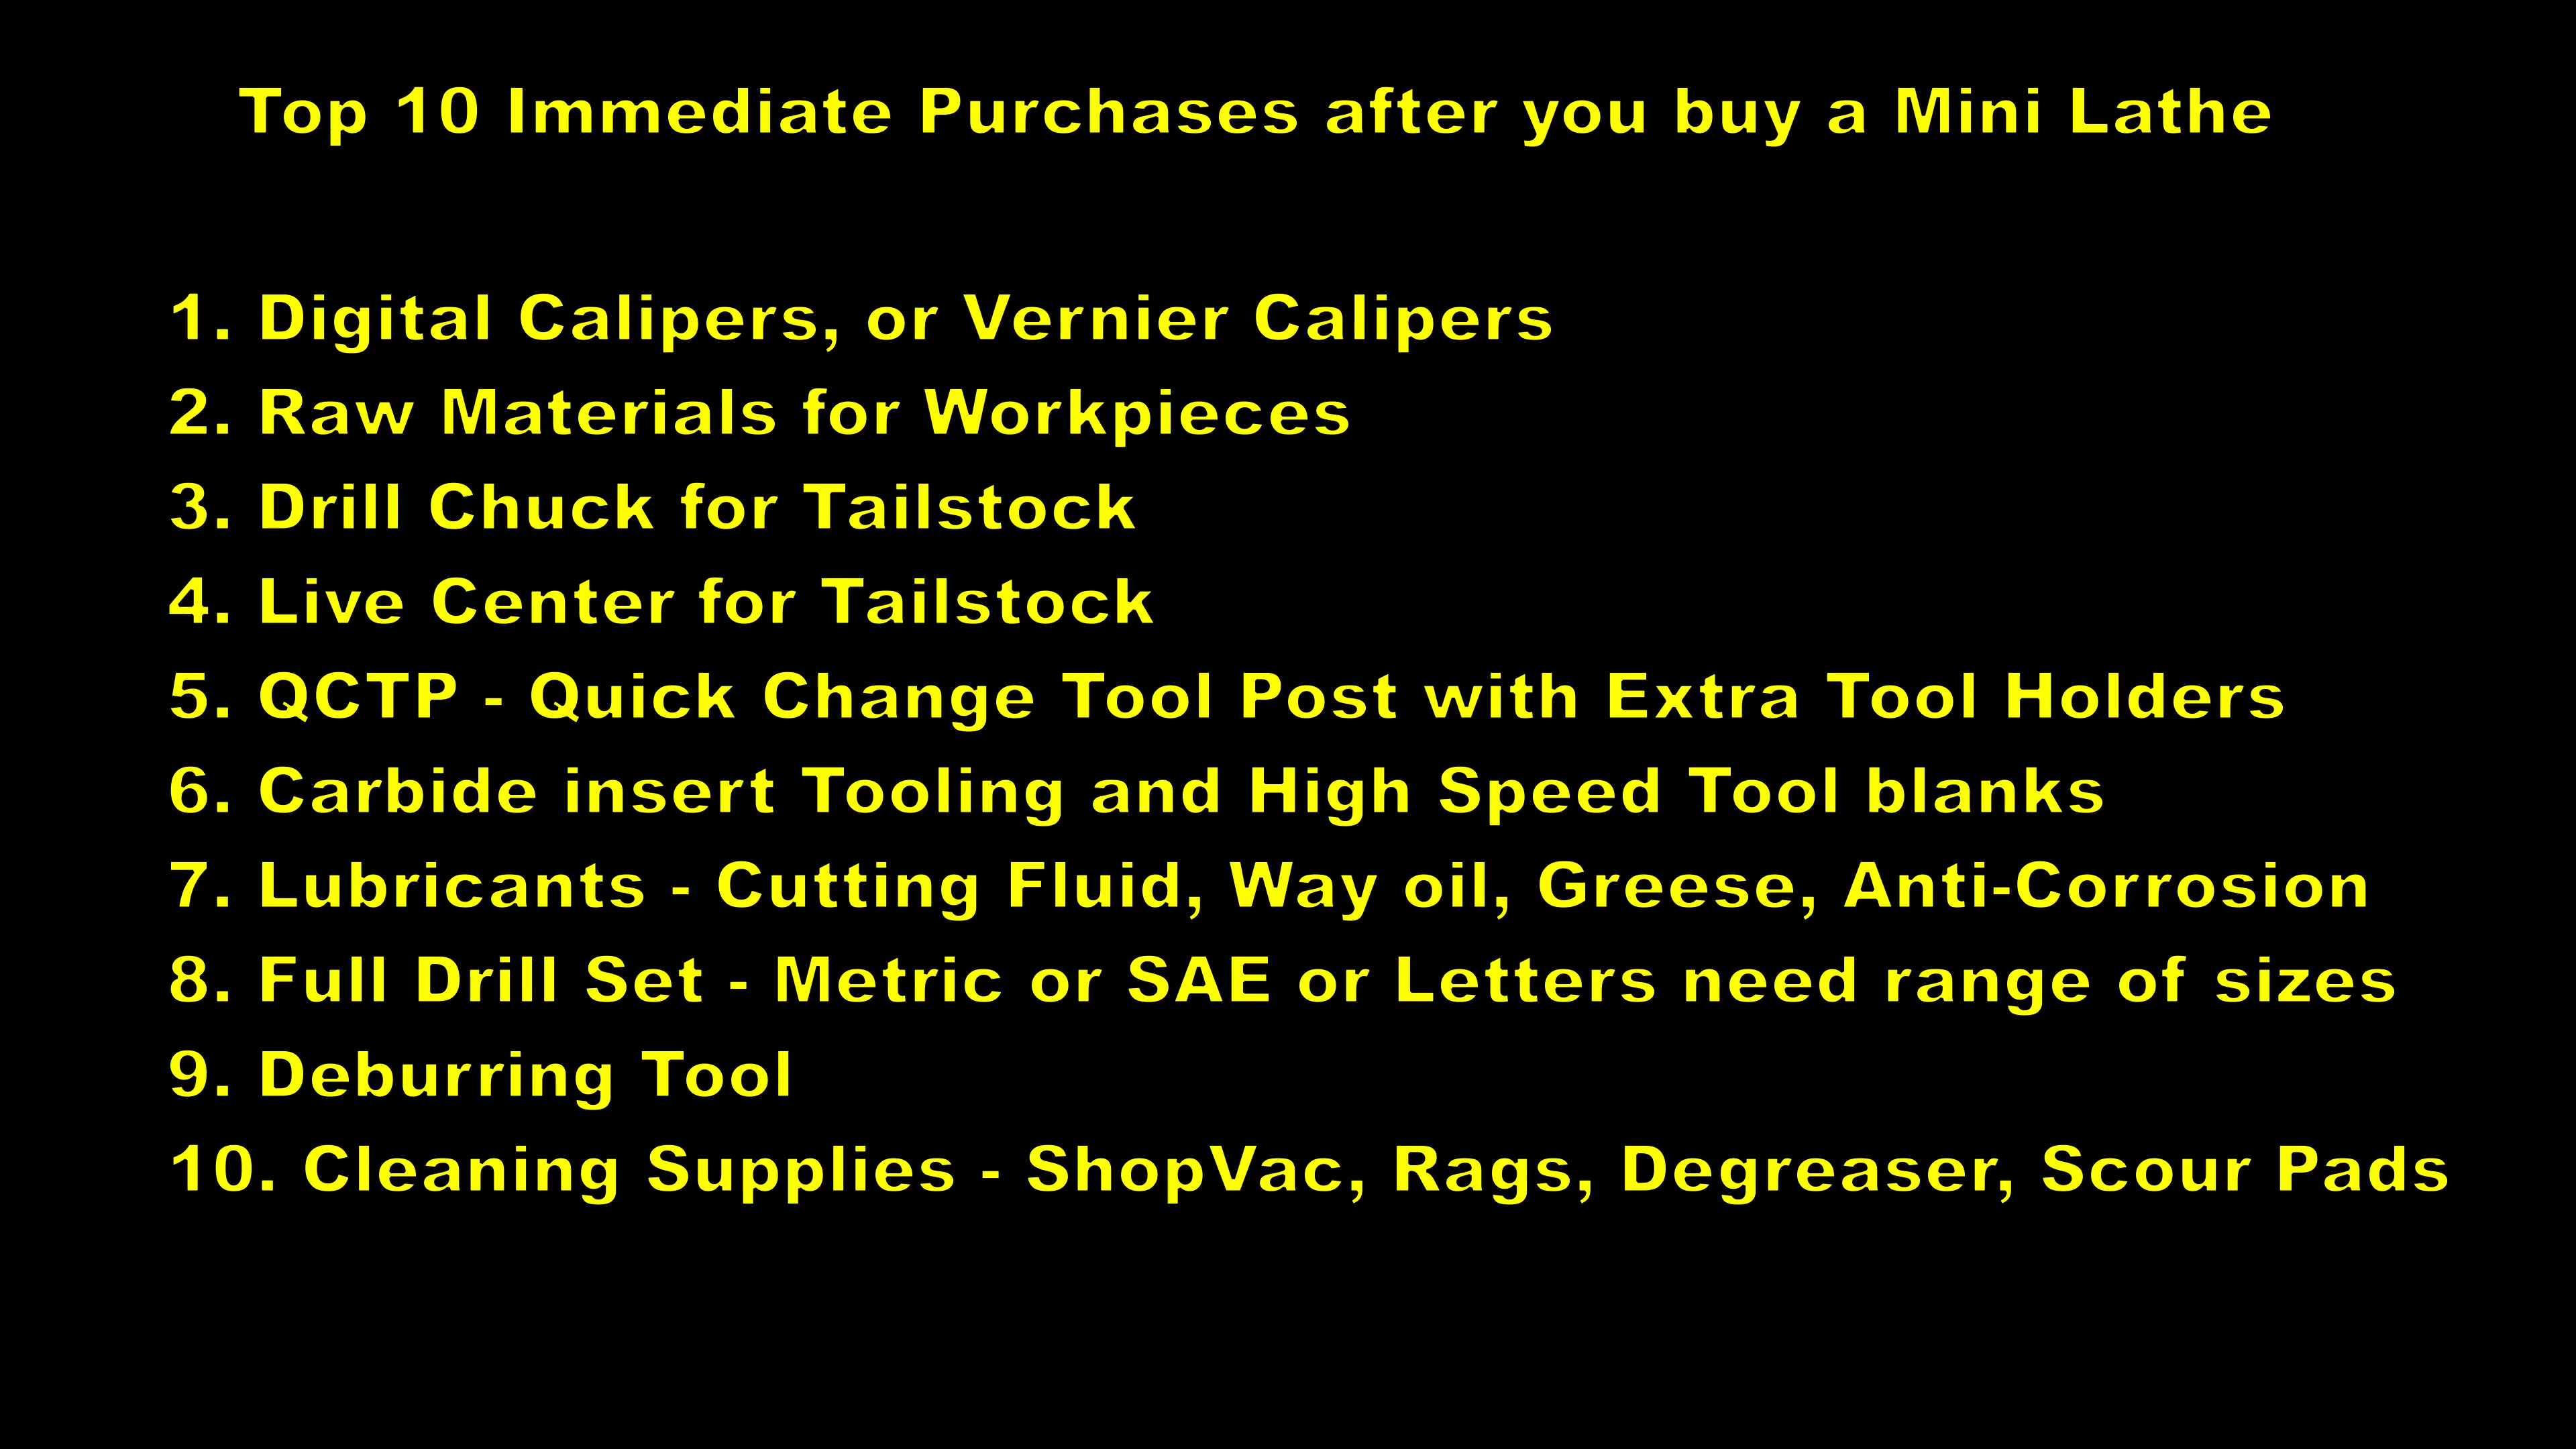 Top 10 Immediate Purchases after you buy a Mini Lathe
1. Digital Calipers, or Vernier Calipers
2. Raw Materials for Workpieces
3. Drill Chuck for Tailstock
4. Live Center for Tailstock
5. QCTP - Quick Change Tool Post with Extra Tool Holders
6. Carbide insert Tooling and High Speed Tool blanks
7. Lubricants - Cutting Fluid, Way oil, Greese, Anti-Corrosion
8. Full Drill Set - Metric or SAE or Letters need range of sizes
9. Deburring Tool
10. Cleaning Supplies - ShopVac, Rags, Degreaser, Scour Pads